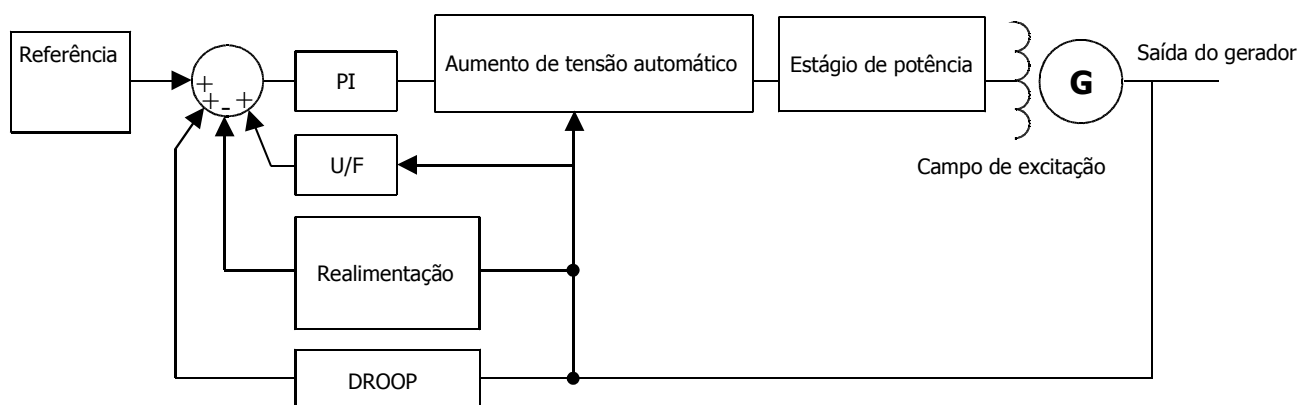 Referência
+
+
-
+
PI
Aumento de tensão automático
Estágio de potência
G
Saída do gerador
U/F
Campo de excitação
Realimentação
DROOP